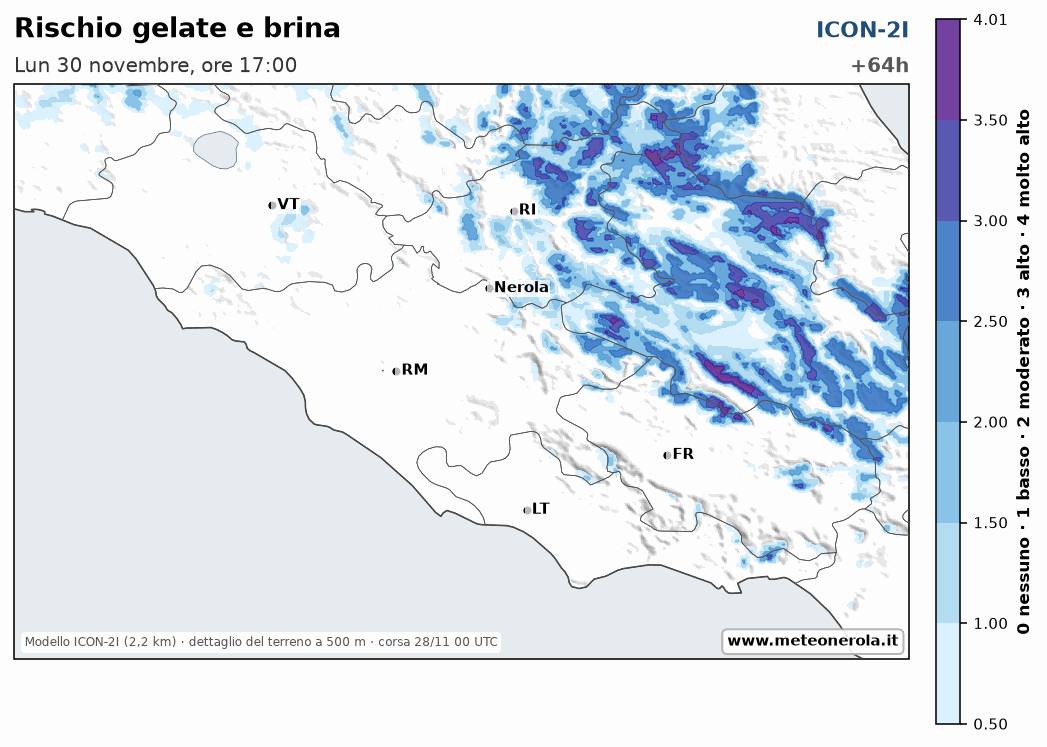 Rischio gelate e brina
ICON-2I
Lun 30 novembre, ore 17:00
+64h
VT
RI
Nerola
RM
FR
LT
Modello ICON-2I (2,2 km) · dettaglio del terreno a 500 m · corsa 28/11 00 UTC
www.meteonerola.it
4.01
3.50
3.00
2.50
2.00
1.50
1.00
0.50
0 nessuno · 1 basso · 2 moderato · 3 alto · 4 molto alto